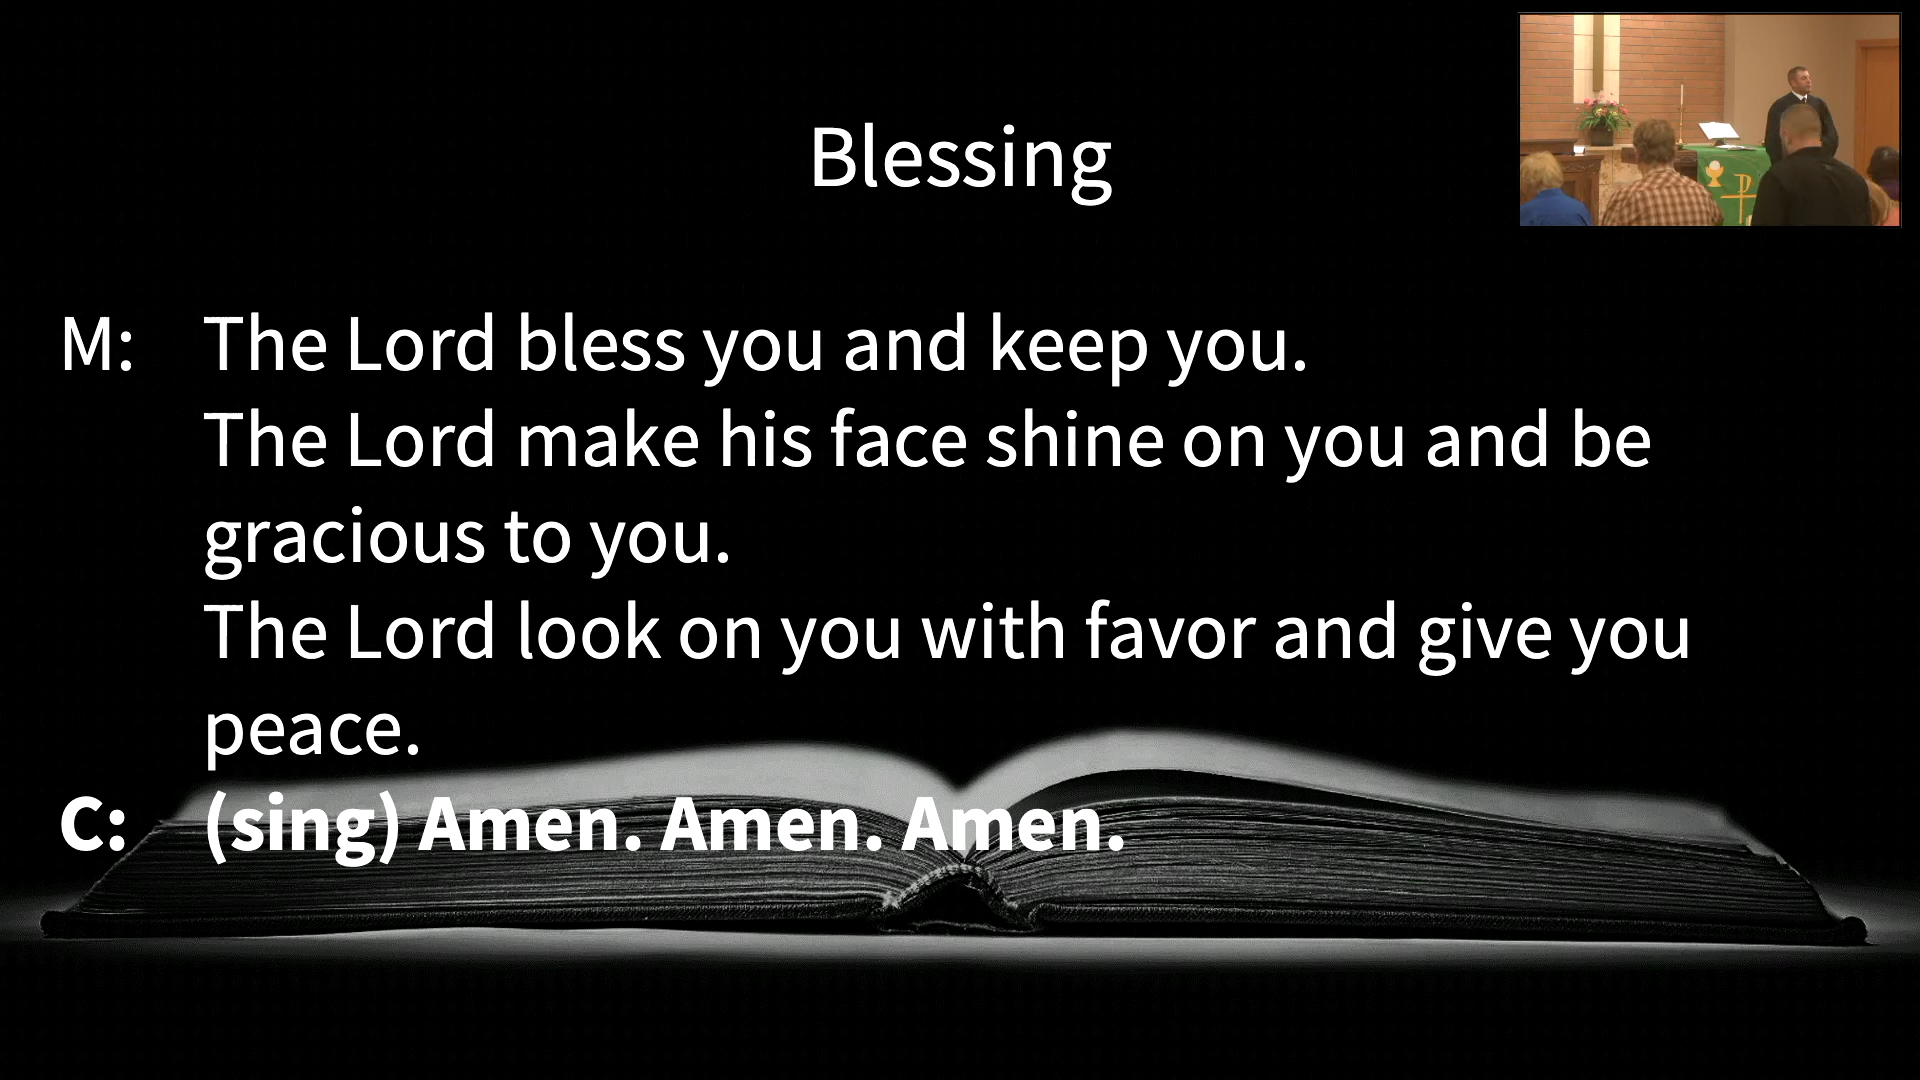 Blessing
M: The Lord bless you and keep you.
The Lord make his face shine on you and be
gracious to you.
The Lord look on you with favor and give you
peace.
C: (sing) Amen. Amen. Amen.